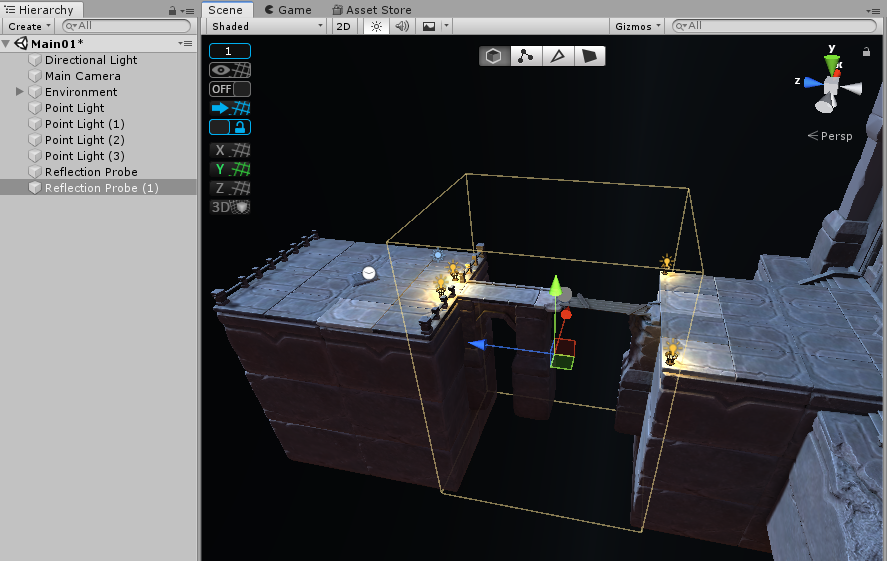 Hierarchy
Create
All
Main01*
Directional Light
Main Camera
Environment
Point Light
Point Light (1)
Point Light (2)
Point Light (3)
Reflection Probe
Reflection Probe (1)
Scene
Game
Asset Store
Shaded
2D
Gizmos
All
1
OFF
X
Y
Z
3D
y
x
z
Persp